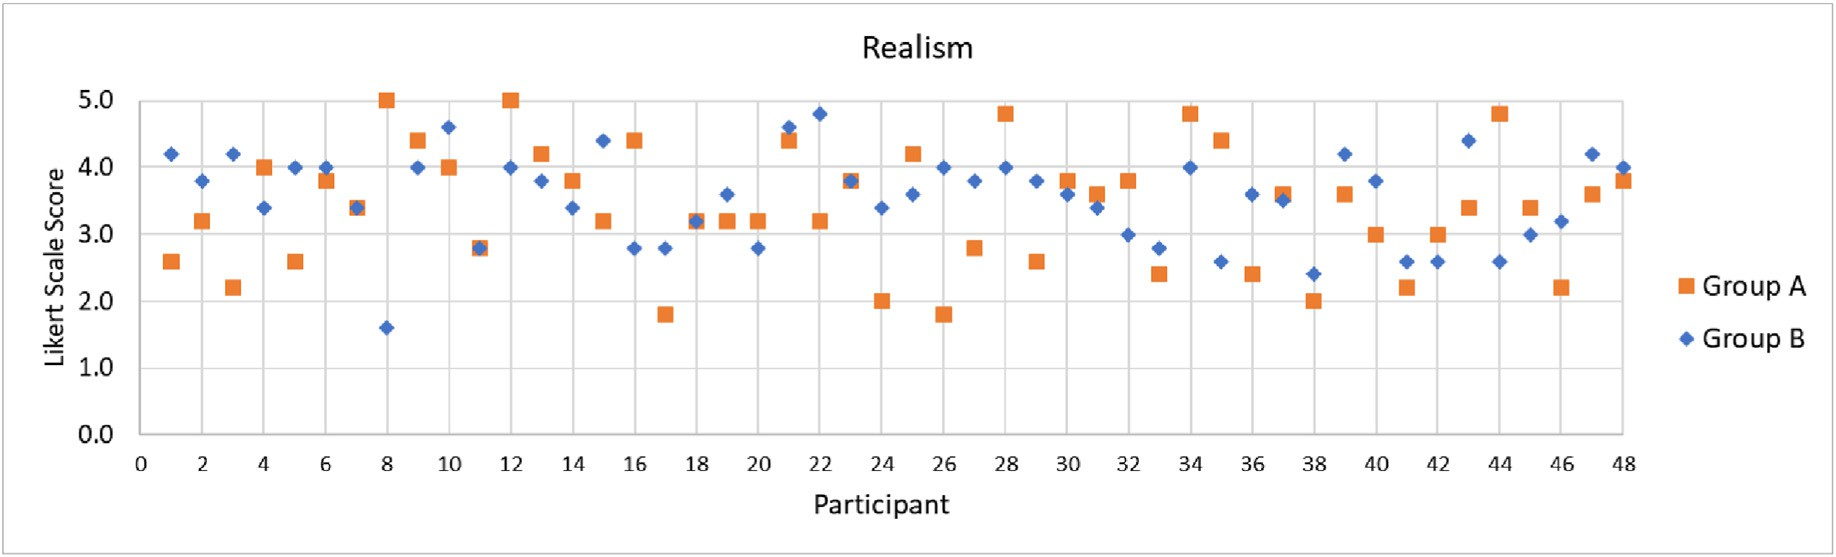 Realism
5.0
4.0
3.0
2.0
1.0
0.0
Likert Scale Score
0 2 4 6 8 10 12 14 16 18 20 22 24 26 28 30 32 34 36 38 40 42 44 46 48
Participant
Group A
Group B